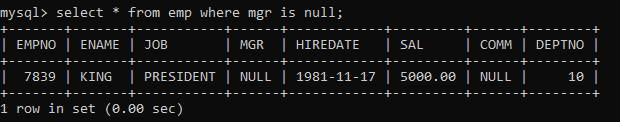 mysql> select * from emp where mgr is null;
+-------+-------+-----------+------+------------+---------+------+--------+
| EMPNO | ENAME | JOB       | MGR  | HIREDATE   | SAL     | COMM | DEPTNO |
+-------+-------+-----------+------+------------+---------+------+--------+
|  7839 | KING  | PRESIDENT | NULL | 1981-11-17 | 5000.00 | NULL |     10 |
+-------+-------+-----------+------+------------+---------+------+--------+
1 row in set (0.00 sec)